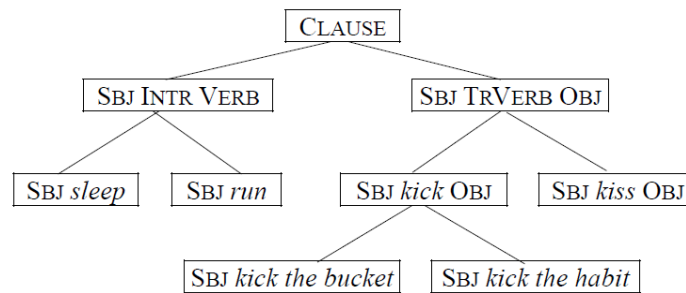 CLAUSE
SBJ INTR VERB
SBJ TRVERB OBJ
SBJ sleep
SBJ run
SBJ kick OBJ
SBJ kiss OBJ
SBJ kick the bucket
SBJ kick the habit